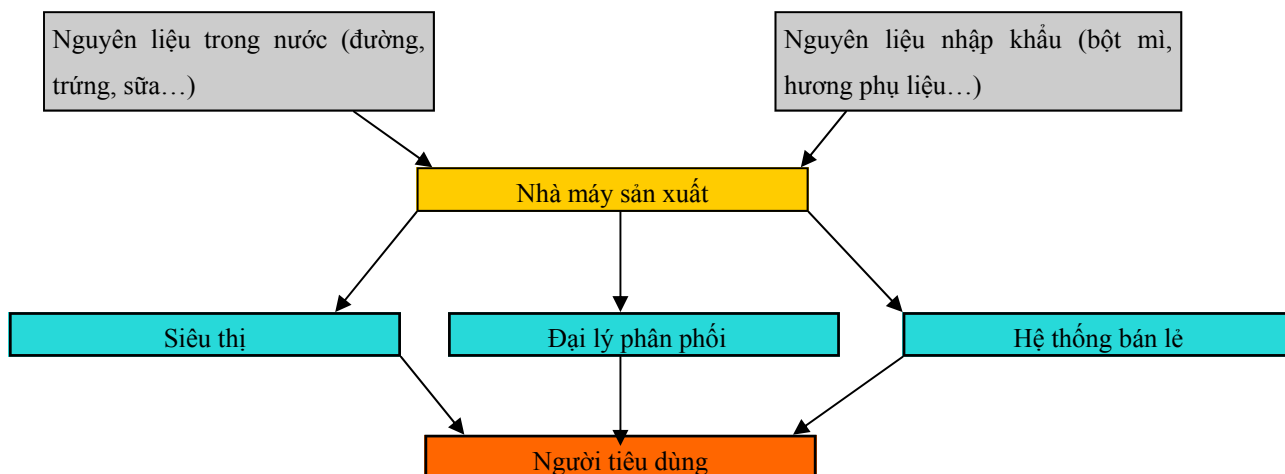 Nguyên liệu trong nước (đường,
trứng, sữa…)
Nguyên liệu nhập khẩu (bột mì,
hương phụ liệu…)
Nhà máy sản xuất
Siêu thị
Đại lý phân phối
Hệ thống bán lẻ
Người tiêu dùng